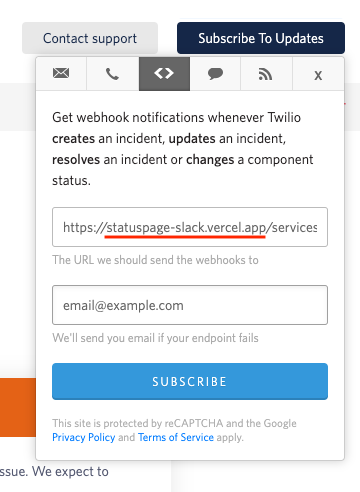 Contact support
Subscribe To Updates
x
Get webhook notifications whenever Twilio
creates an incident, updates an incident,
resolves an incident or changes a component
status.
https://statuspage-slack.vercel.app/services
The URL we should send the webhooks to
email@example.com
We'll send you email if your endpoint fails
SUBSCRIBE
This site is protected by reCAPTCHA and the Google
Privacy Policy and Terms of Service apply.
ssue. We expect to